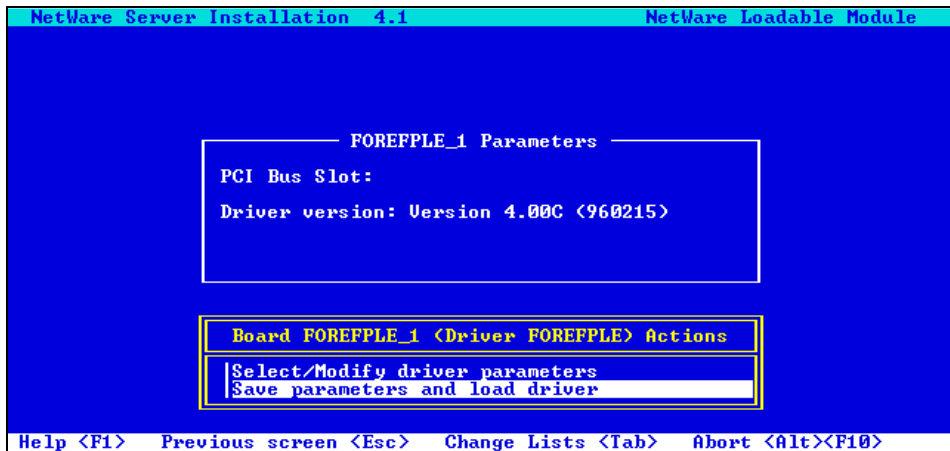 NetWare Server Installation 4.1 NetWare Loadable Module
FOREFPLE_1 Parameters
PCI Bus Slot:
Driver version: Version 4.00C (960215)
Board FOREFPLE_1 (Driver FOREFPLE) Actions
Select/Modify driver parameters
Save parameters and load driver
Help <F1> Previous screen <Esc> Change Lists <Tab> Abort <Alt><F10>